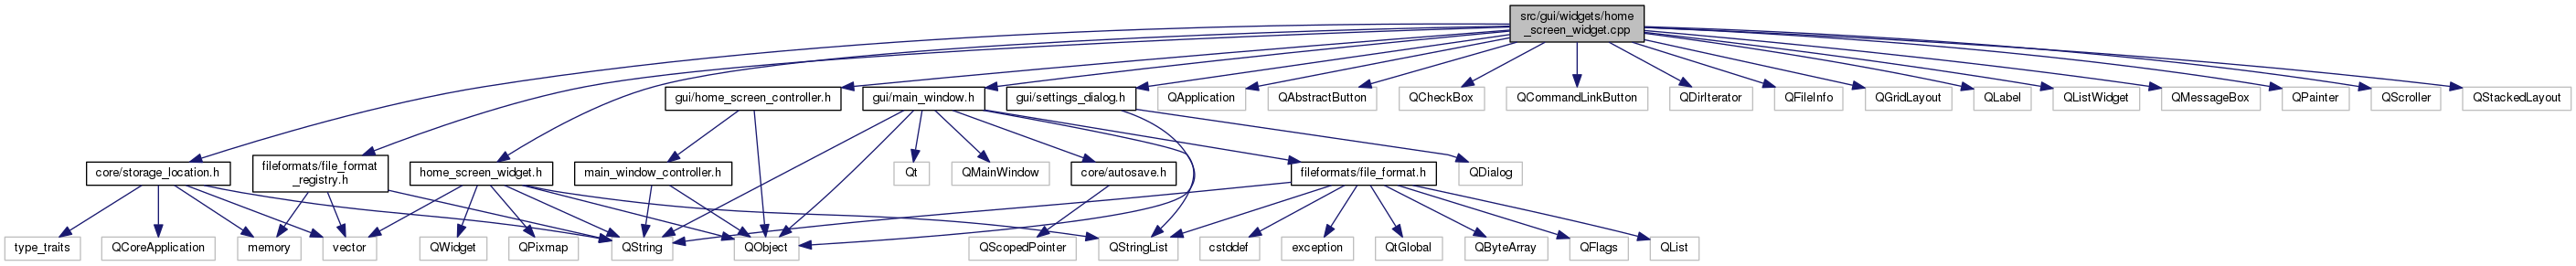 src/gui/widgets/home
_screen_widget.cpp
gui/home_screen_controller.h
gui/main_window.h
gui/settings_dialog.h
QApplication
QAbstractButton
QCheckBox
QCommandLinkButton
QDirIterator
QFileInfo
QGridLayout
QLabel
QListWidget
QMessageBox
QPainter
QScroller
QStackedLayout
core/storage_location.h
fileformats/file_format
_registry.h
home_screen_widget.h
main_window_controller.h
Qt
QMainWindow
core/autosave.h
fileformats/file_format.h
QDialog
type_traits
QCoreApplication
memory
vector
QWidget
QPixmap
QString
QObject
QScopedPointer
QStringList
cstddef
exception
QtGlobal
QByteArray
QFlags
QList